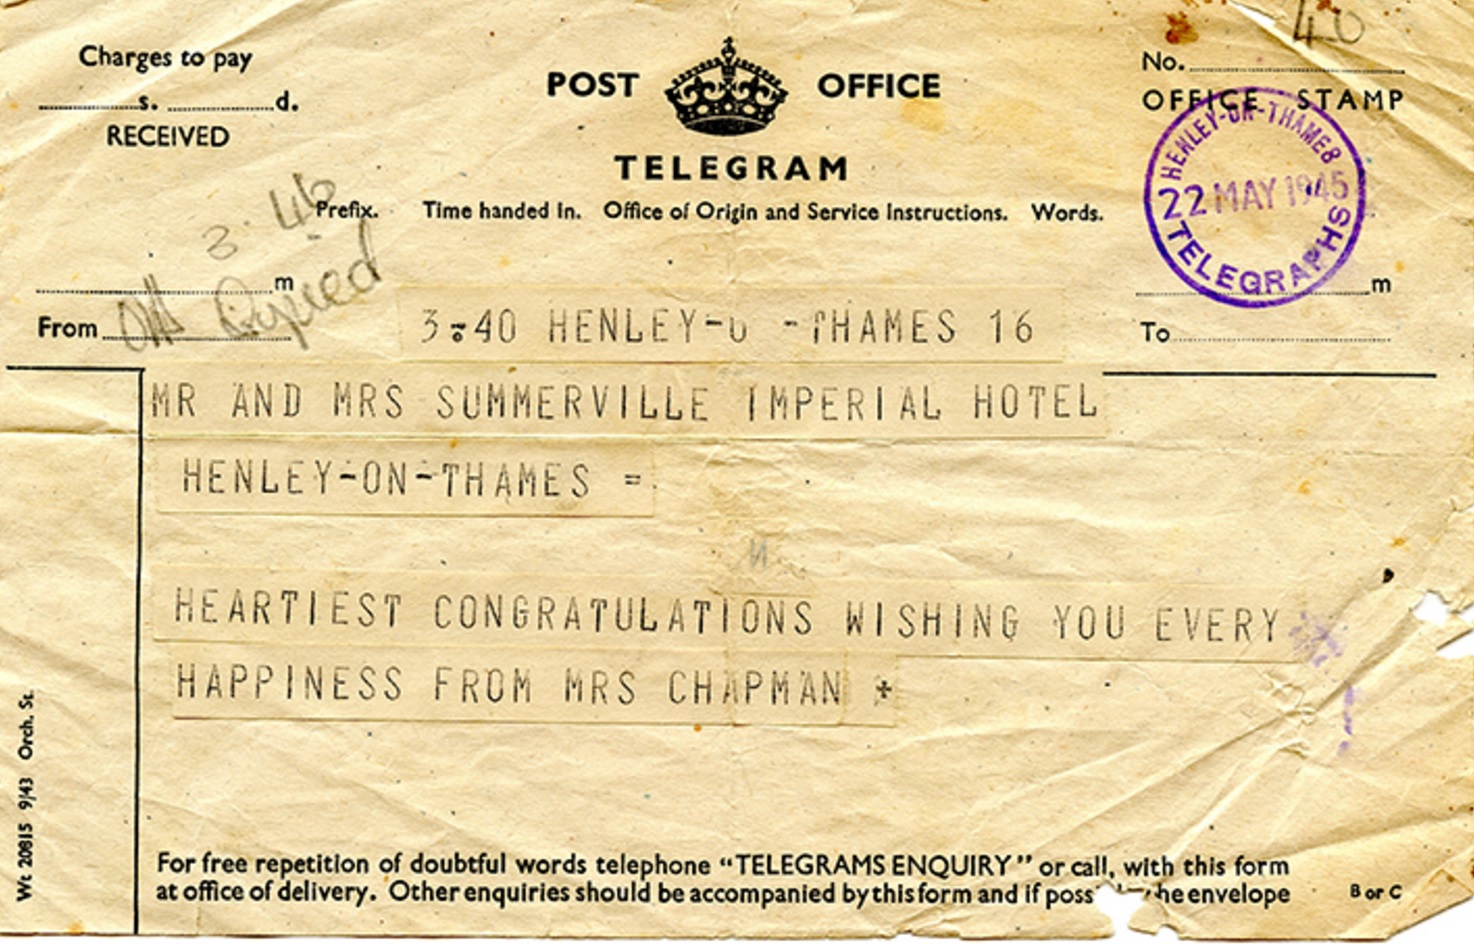 Charges to pay
s. d.
RECEIVED
POST OFFICE
TELEGRAM
No. 40
OFFICE STAMP
HENLEY-ON-THAMES
22 MAY 1945
TELEGRAPHS
Prefix. Time handed In. Office of Origin and Service Instructions. Words.
3.46
m
m
From
To
3.40 HENLEY-O -THAMES 16
MR AND MRS SUMMERVILLE IMPERIAL HOTEL
HENLEY-ON-THAMES =
HEARTIEST CONGRATULATIONS WISHING YOU EVERY
HAPPINESS FROM MRS CHAPMAN +
For free repetition of doubtful words telephone “TELEGRAMS ENQUIRY” or call, with this form
at office of delivery. Other enquiries should be accompanied by this form and if poss he envelope
B or C
Wt 20815 9/43 Orch. St.